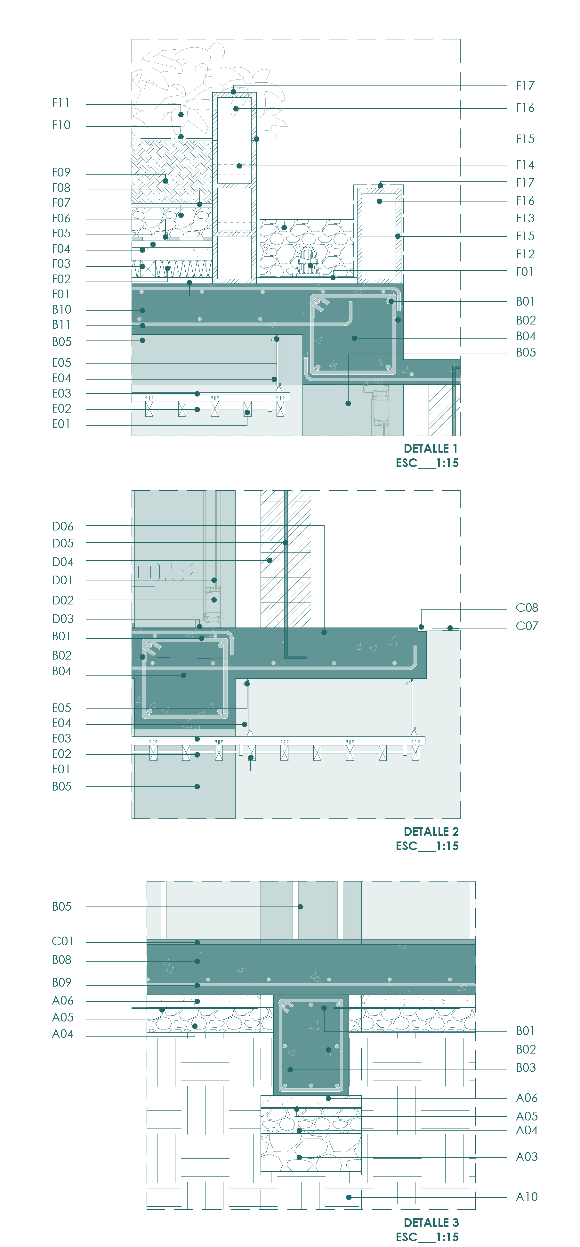 F11
F10
F09
F08
F07
F06
F05
F04
F03
F02
F01
B10
B11
B05
E05
E04
E03
E02
E01
F17
F16
F15
F14
F17
F16
F13
F15
F12
F01
B01
B02
B04
B05
DETALLE 1
ESC___1:15
D06
D05
D04
D01
D02
D03
B01
B02
B04
E05
E04
E03
E02
E01
B05
C08
C07
DETALLE 2
ESC___1:15
B05
C01
B08
B09
A06
A05
A04
B01
B02
B03
A06
A05
A04
A03
A10
DETALLE 3
ESC___1:15